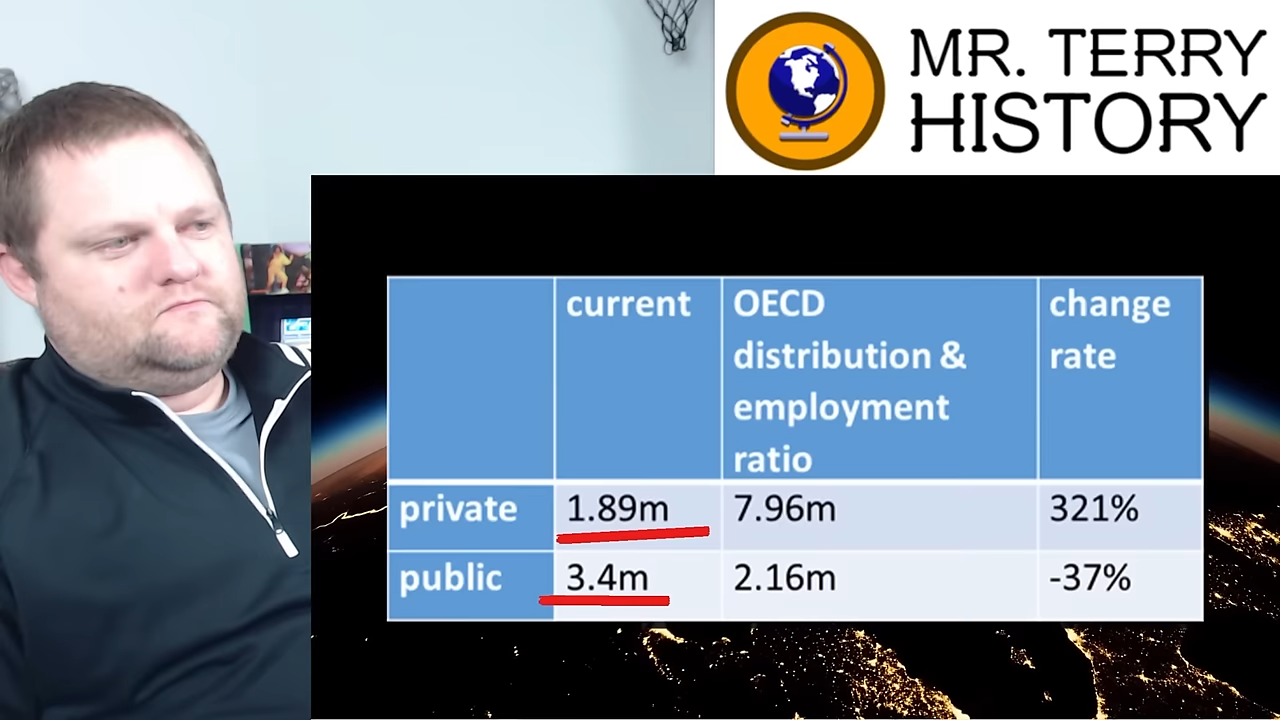 MR. TERRY
HISTORY
current
OECD
distribution &
employment
ratio
change
rate
private
1.89m
7.96m
321%
public
3.4m
2.16m
-37%